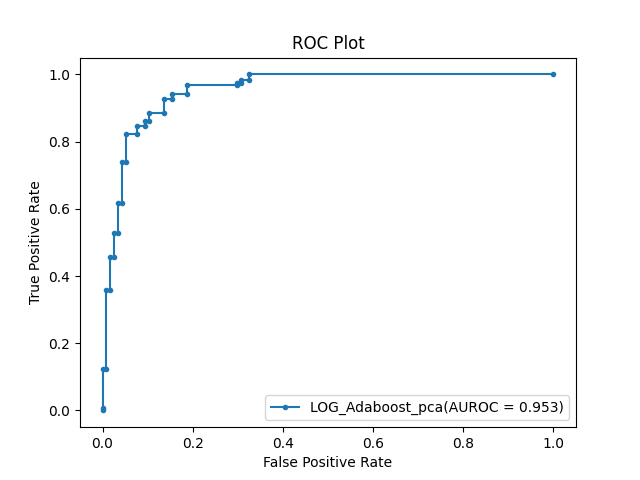 ROC Plot
1.0
0.8
0.6
0.4
0.2
0.0
True Positive Rate
LOG_Adaboost_pca(AUROC = 0.953)
0.0 0.2 0.4 0.6 0.8 1.0
False Positive Rate